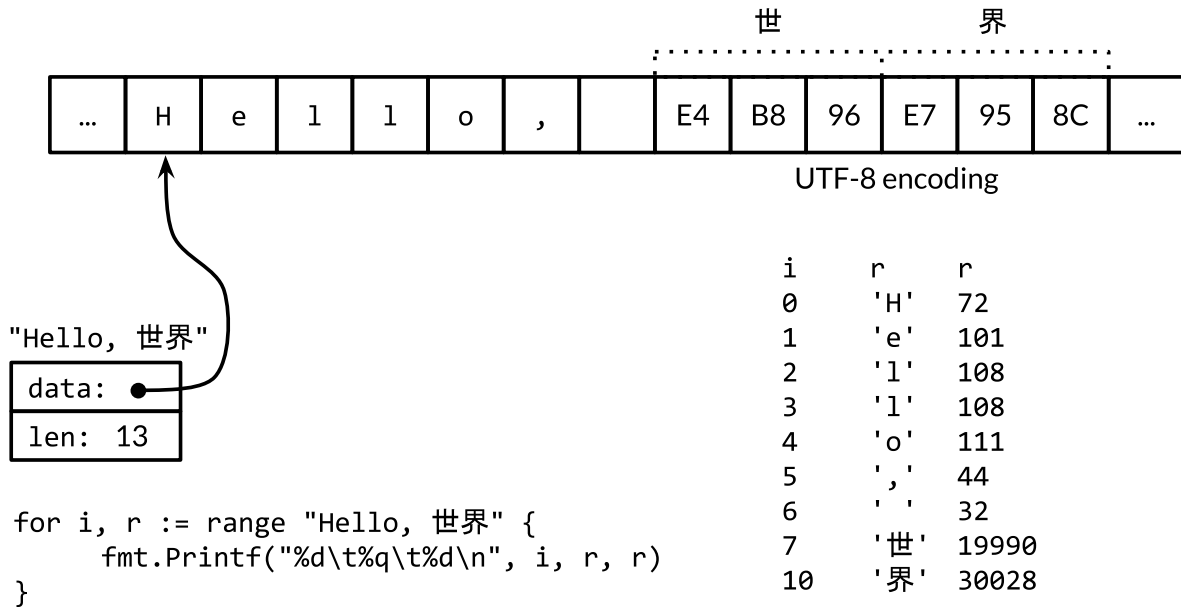 世 界
… H e l l o , E4 B8 96 E7 95 8C …
UTF-8 encoding
"Hello, 世界"
data:
len: 13
for i, r := range "Hello, 世界" {
fmt.Printf("%d\t%q\t%d\n", i, r, r)
}
i r r
0 'H' 72
1 'e' 101
2 'l' 108
3 'l' 108
4 'o' 111
5 ',' 44
6 ' ' 32
7 '世' 19990
10 '界' 30028